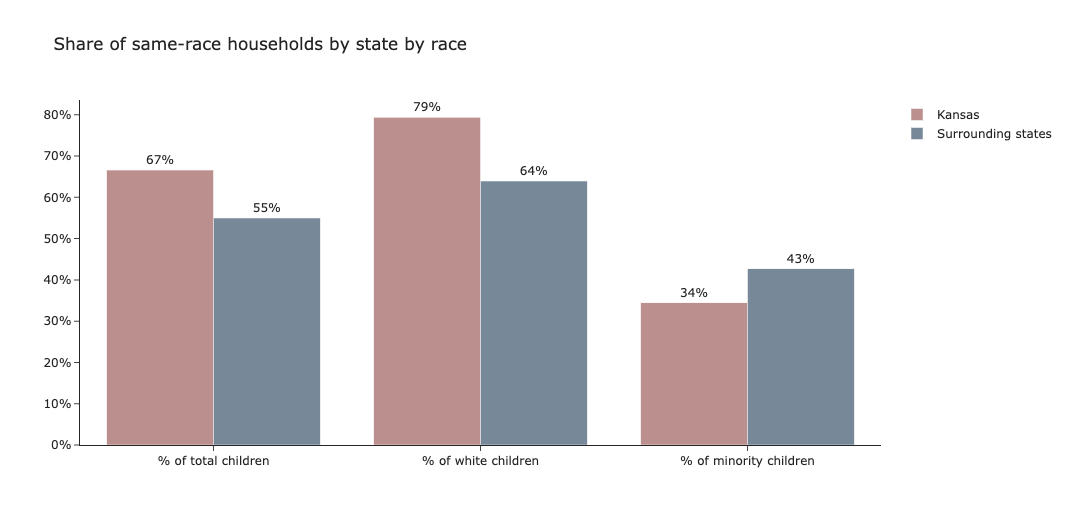 Share of same-race households by state by race
80%
70%
60%
50%
40%
30%
20%
10%
0%
67%
55%
79%
64%
34%
43%
% of total children
% of white children
% of minority children
Kansas
Surrounding states